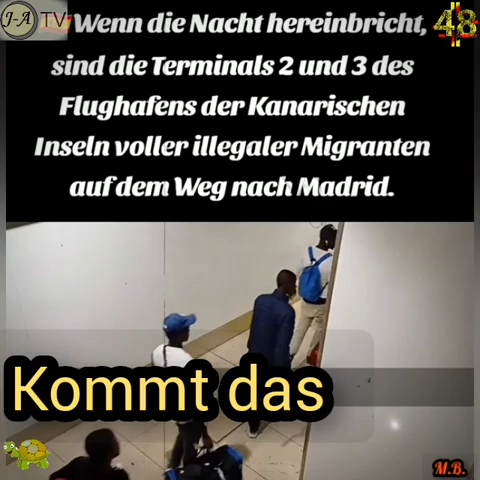 J-A TV
48
Wenn die Nacht hereinbricht,
sind die Terminals 2 und 3 des
Flughafens der Kanarischen
Inseln voller illegaler Migranten
auf dem Weg nach Madrid.
Kommt das
M.B.